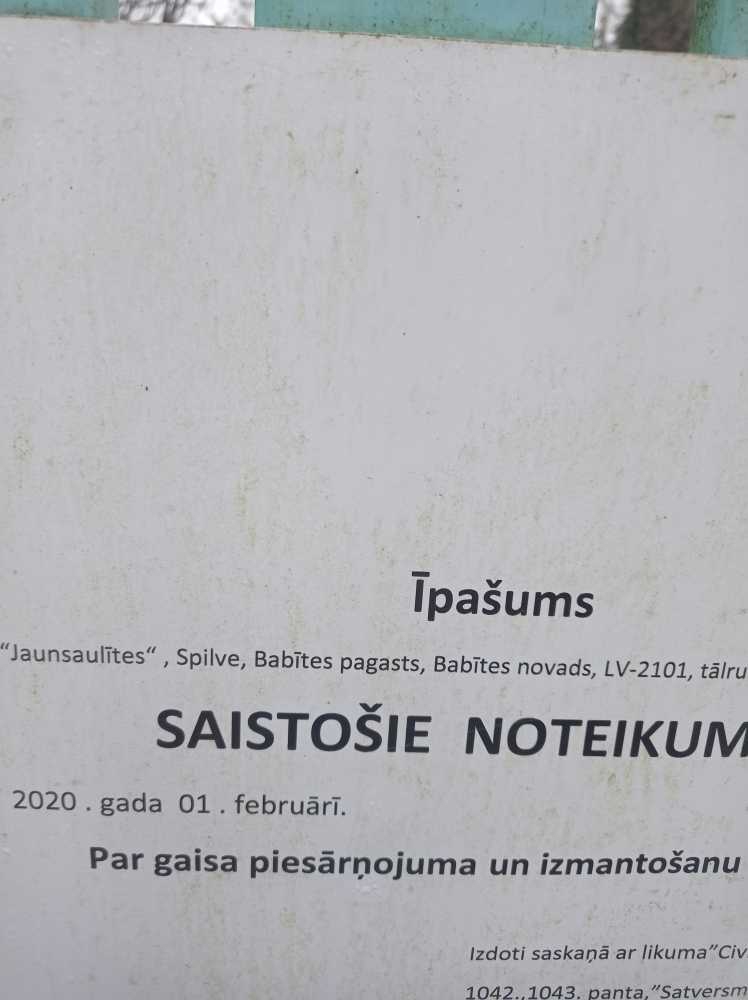 Īpašums
“Jaunsaulītes“ , Spilve, Babītes pagasts, Babītes novads, LV-2101, tālru
SAISTOŠIE NOTEIKUM
2020 . gada 01 . februārī.
Par gaisa piesārņojuma un izmantošanu
Izdoti saskaņā ar likuma”Civ
1042.,1043. panta,”Satversm